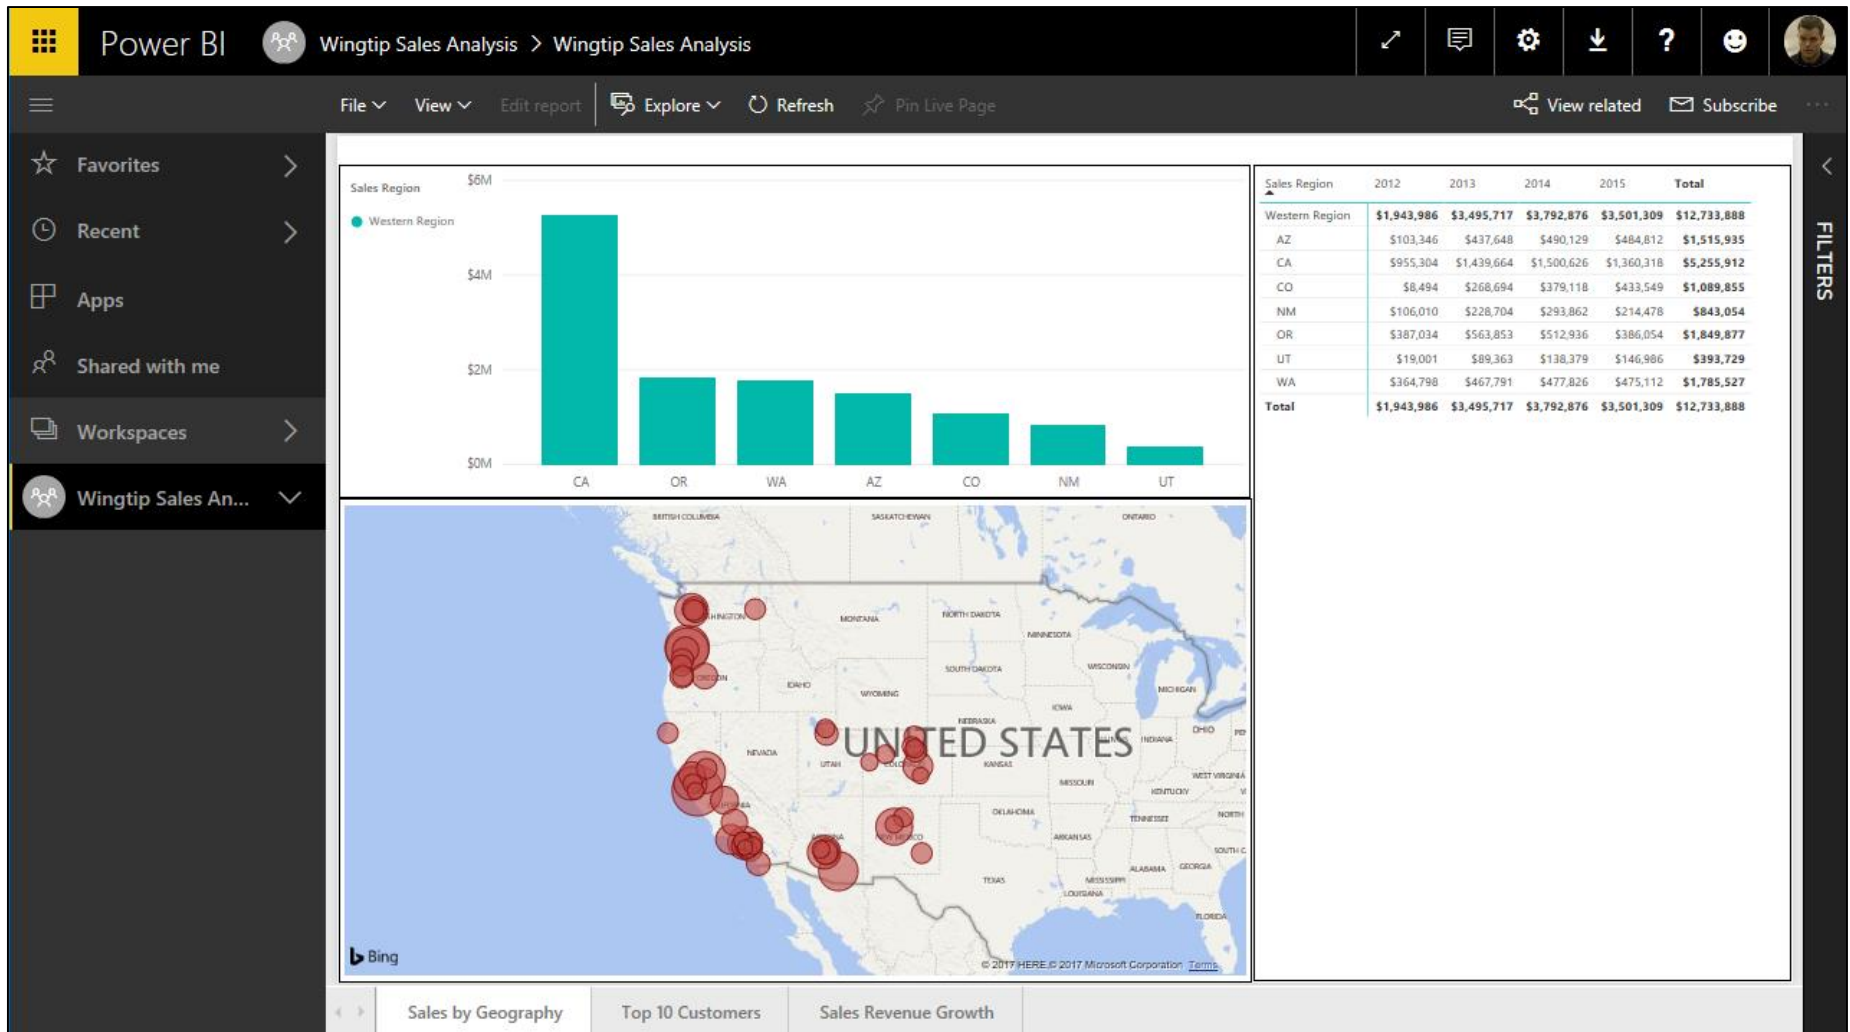 Power BI Wingtip Sales Analysis > Wingtip Sales Analysis ?
File View Edit report Explore Refresh Pin Live Page View related Subscribe
Favorites
Recent
Apps
Shared with me
Workspaces
Wingtip Sales An...
Sales Region
Western Region
$6M
$4M
$2M
$0M
CA OR WA AZ CO NM UT
Sales Region 2012 2013 2014 2015 Total
Western Region $1,943,986 $3,495,717 $3,792,876 $3,501,309 $12,733,888
AZ $103,346 $437,648 $490,129 $484,812 $1,515,935
CA $955,304 $1,439,664 $1,500,626 $1,360,318 $5,255,912
CO $8,494 $268,694 $379,118 $433,549 $1,089,855
NM $106,010 $228,704 $293,862 $214,478 $843,054
OR $387,034 $563,853 $512,936 $386,054 $1,849,877
UT $19,001 $89,363 $138,379 $146,986 $393,729
WA $364,798 $467,791 $477,826 $475,112 $1,785,527
Total $1,943,986 $3,495,717 $3,792,876 $3,501,309 $12,733,888
FILTERS
BRITISH COLUMBIA SASKATCHEWAN ONTARIO
MONTANA NORTH DAKOTA
MINNESOTA
SOUTH DAKOTA WISCONSIN
IDAHO WYOMING MICHIGAN
IOWA
NEBRASKA
UNITED STATES
INDIANA OHIO
NEVADA UTAH KANSAS
MISSOURI WEST VIRGINIA
KENTUCKY
OKLAHOMA TENNESSEE NORTH
NEW MEXICO ARKANSAS
SOUTH C
ALABAMA GEORGIA
TEXAS MISSISSIPPI
LOUISIANA
FLORIDA
Bing
© 2017 HERE © 2017 Microsoft Corporation Terms
Sales by Geography Top 10 Customers Sales Revenue Growth